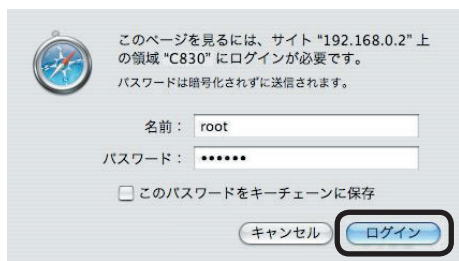 このページを見るには、サイト “192.168.0.2” 上
の領域 “C830” にログインが必要です。
パスワードは暗号化されずに送信されます。
名前： root
パスワード： ••••••
このパスワードをキーチェーンに保存
キャンセル ログイン